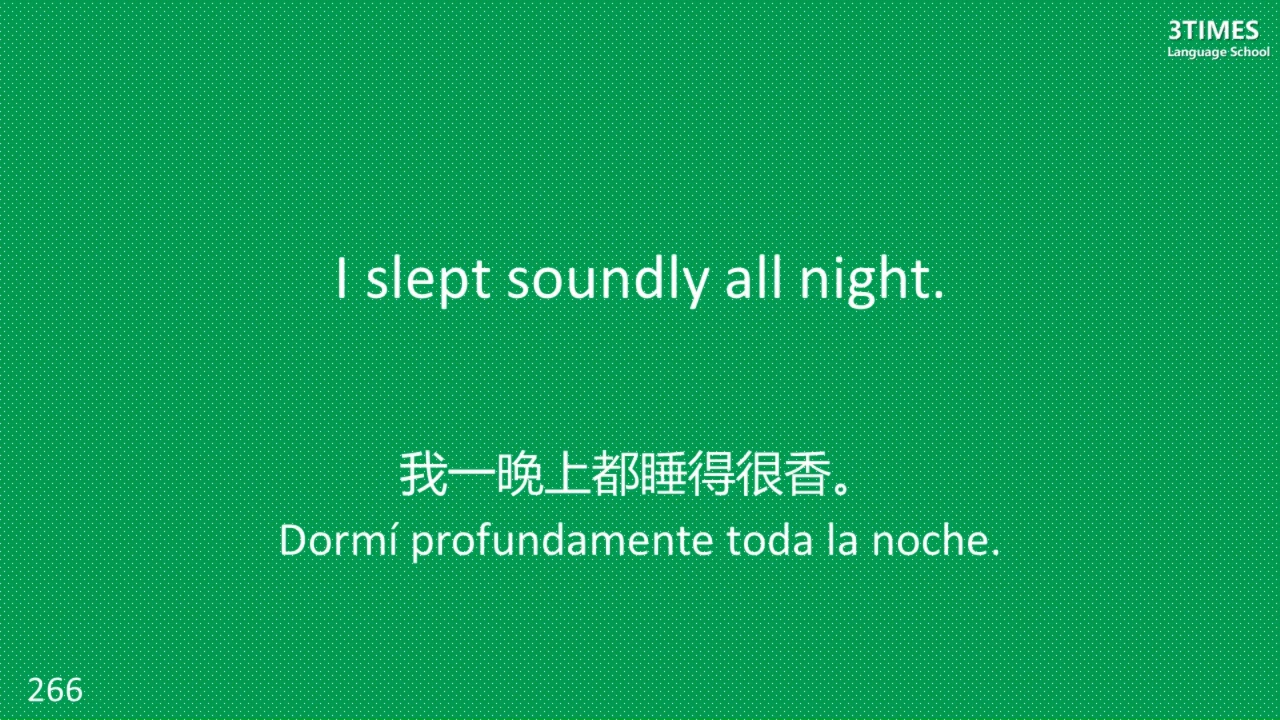 3TIMES
Language School
I slept soundly all night.
我一晚上都睡得很香。
Dormí profundamente toda la noche.
266